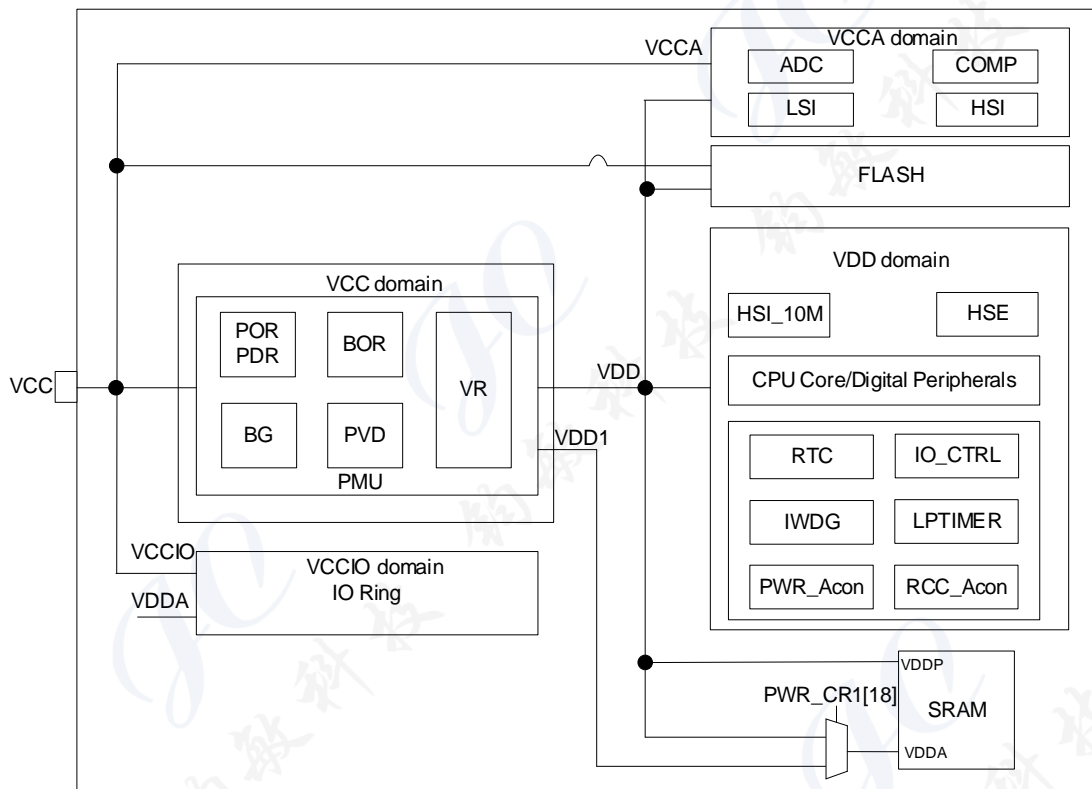 VCCA domain
VCCA
ADC
COMP
LSI
HSI
FLASH
VCC domain
VDD domain
POR
PDR
BOR
VR
HSI_10M
HSE
VCC
VDD
CPU Core/Digital Peripherals
BG
PVD
VDD1
PMU
RTC
IO_CTRL
IWDG
LPTIMER
PWR_Acon
RCC_Acon
VCCIO
VCCIO domain
IO Ring
VDDA
VDDP
PWR_CR1[18]
SRAM
VDDA